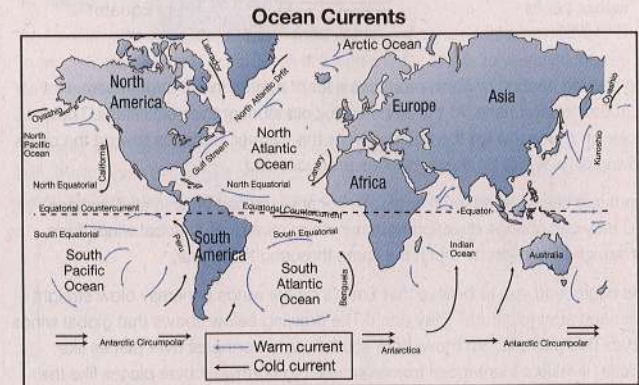 Ocean Currents
Arctic Ocean
Labrador
North Atlantic Drift
North
America
Europe
Asia
Oyashio
Oyashio
North
Pacific
Ocean
California
Gulf Stream
North
Atlantic
Ocean
Canary
Kuroshio
Africa
North Equatorial
North Equatorial
Equatorial Countercurrent
Equatorial Countercurrent
Equator
South Equatorial
South Equatorial
Peru
South
America
South
Pacific
Ocean
South
Atlantic
Ocean
Benguela
Indian
Ocean
Australia
Antarctic Circumpolar
Warm current
Cold current
Antarctica
Antarctic Circumpolar